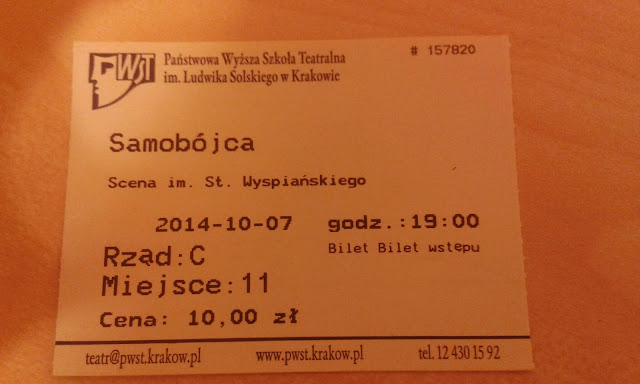 PWST
Państwowa Wyższa Szkoła Teatralna
im. Ludwika Solskiego w Krakowie
# 157820
Samobójca
Scena im. St. Wyspiańskiego
2014-10-07 godz.:19:00
Rząd:C
Bilet Bilet wstępu
Miejsce:11
Cena: 10,00 zł
teatr@pwst.krakow.pl www.pwst.krakow.pl tel. 12 430 15 92